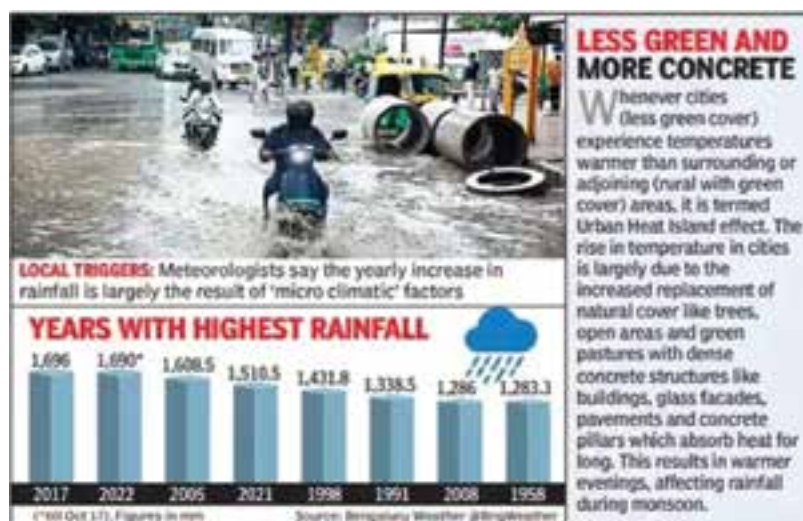 LOCAL TRIGGERS: Meteorologists say the yearly increase in
rainfall is largely the result of 'micro climatic' factors
YEARS WITH HIGHEST RAINFALL
1,696 1,690* 1,608.5 1,510.5 1,431.8 1,338.5 1,286 1,283.3
2017 2022 2005 2021 1998 1991 2008 1958
(*till Oct 17), Figures in mm Source: Bengaluru Weather
LESS GREEN AND
MORE CONCRETE
Whenever cities
(less green cover)
experience temperatures
warmer than surrounding or
adjoining (rural with green
cover) areas, it is termed
Urban Heat Island effect. The
rise in temperature in cities
is largely due to the
increased replacement of
natural cover like trees,
open areas and green
pastures with dense
concrete structures like
buildings, glass facades,
pavements and concrete
pillars which absorb heat for
long. This results in warmer
evenings, affecting rainfall
during monsoon.